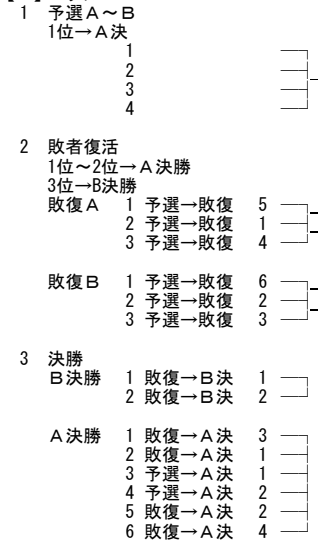 1 予選A～B
1位→A決
1
2
3
4
2 敗者復活
1位～2位→A決勝
3位→B決勝
敗復A 1 予選→敗復 5
2 予選→敗復 1
3 予選→敗復 4
敗復B 1 予選→敗復 6
2 予選→敗復 2
3 予選→敗復 3
3 決勝
B決勝 1 敗復→B決 1
2 敗復→B決 2
A決勝 1 敗復→A決 3
2 敗復→A決 1
3 予選→A決 1
4 予選→A決 2
5 敗復→A決 2
6 敗復→A決 4